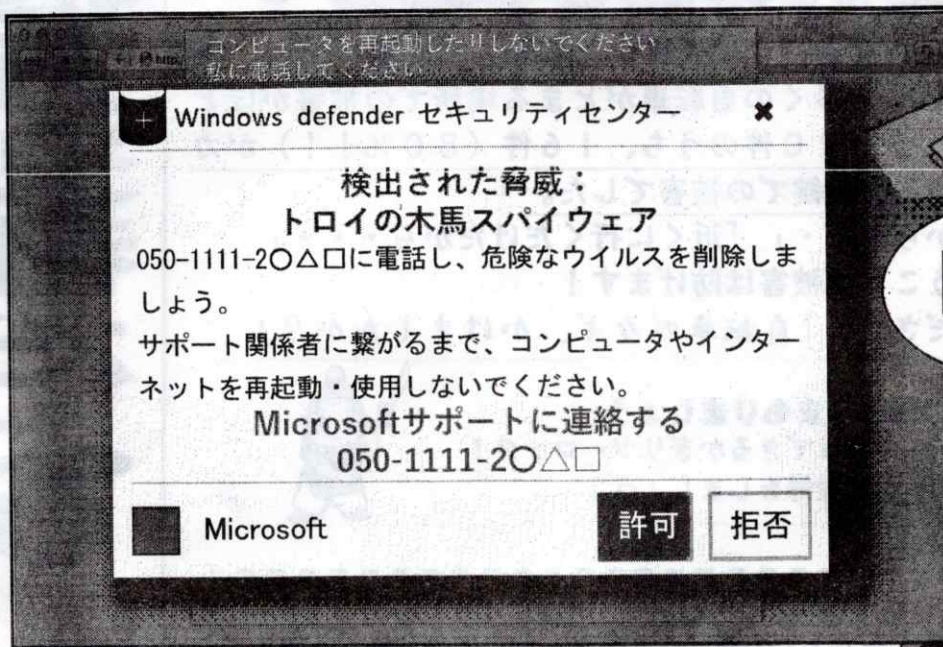 コンピュータを再起動したりしないでください
私に電話してください
Windows defender セキュリティセンター ✖
検出された脅威：
トロイの木馬スパイウェア
050-1111-2〇△□に電話し、危険なウイルスを削除しま
しょう。
サポート関係者に繋がるまで、コンピュータやインター
ネットを再起動・使用しないでください。
Microsoftサポートに連絡する
050-1111-2〇△□
Microsoft
許可
拒否